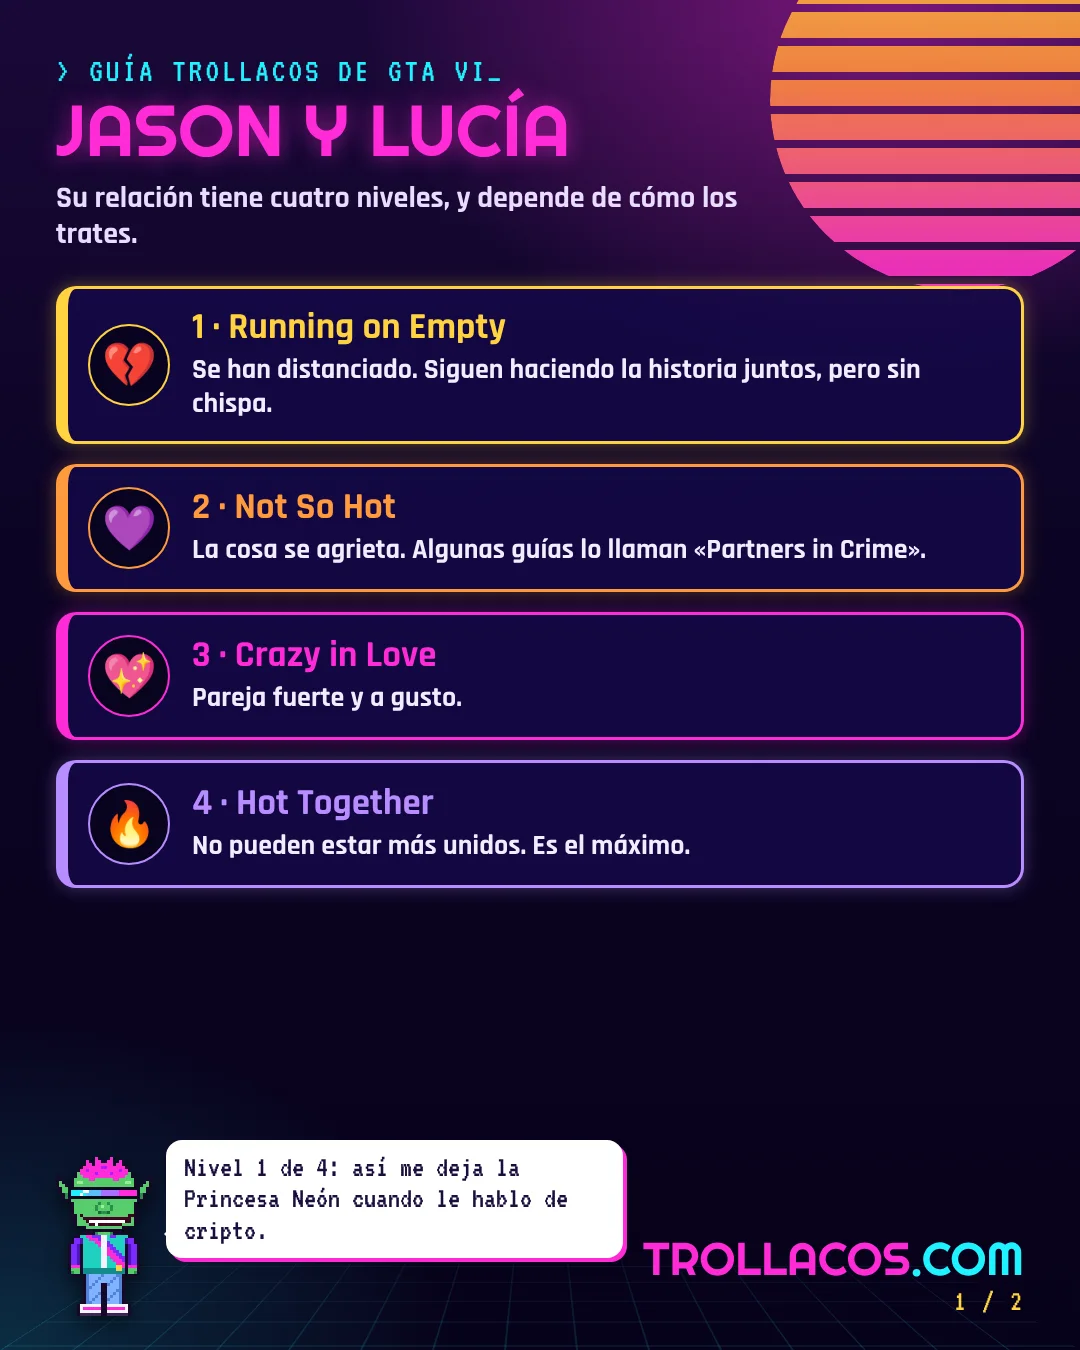 › GUÍA TROLLACOS DE GTA VI_
JASON Y LUCÍA
Su relación tiene cuatro niveles, y depende de cómo los
trates.
1 · Running on Empty
Se han distanciado. Siguen haciendo la historia juntos, pero sin
chispa.
2 · Not So Hot
La cosa se agrieta. Algunas guías lo llaman «Partners in Crime».
3 · Crazy in Love
Pareja fuerte y a gusto.
4 · Hot Together
No pueden estar más unidos. Es el máximo.
Nivel 1 de 4: así me deja la
Princesa Neón cuando le hablo de
cripto.
TROLLACOS.COM
1 / 2